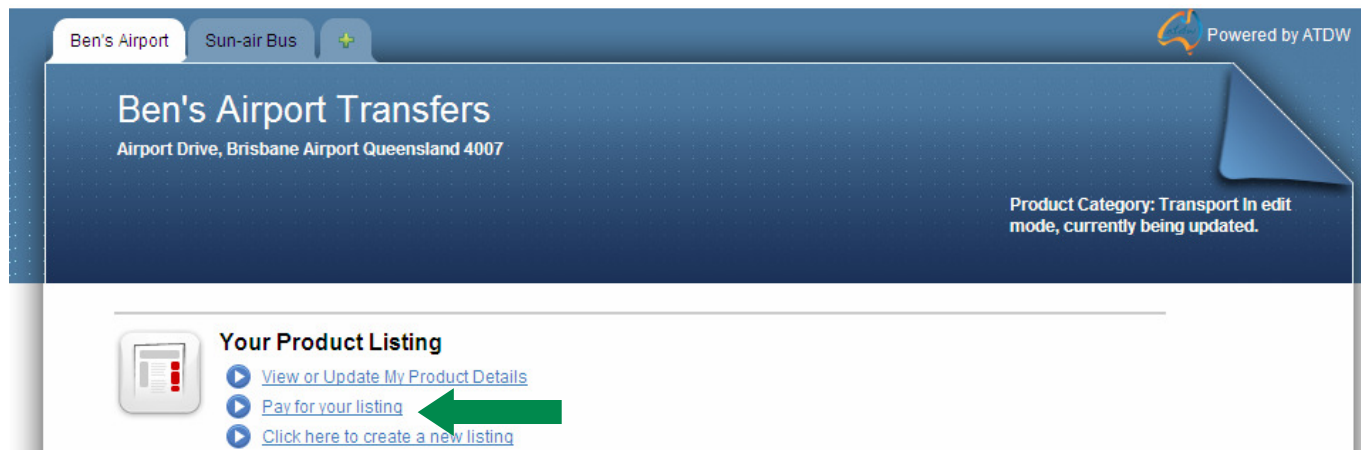 Ben's Airport
Sun-air Bus
Powered by ATDW
Ben's Airport Transfers
Airport Drive, Brisbane Airport Queensland 4007
Product Category: Transport In edit
mode, currently being updated.
Your Product Listing
View or Update My Product Details
Pay for your listing
Click here to create a new listing